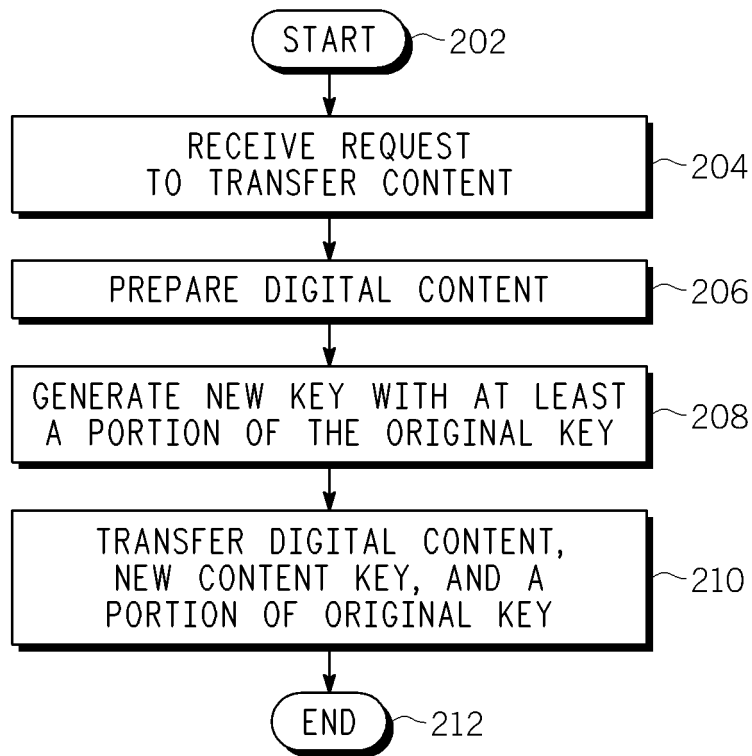 START
202
RECEIVE REQUEST
TO TRANSFER CONTENT
204
PREPARE DIGITAL CONTENT
206
GENERATE NEW KEY WITH AT LEAST
A PORTION OF THE ORIGINAL KEY
208
TRANSFER DIGITAL CONTENT,
NEW CONTENT KEY, AND A
PORTION OF ORIGINAL KEY
210
END
212